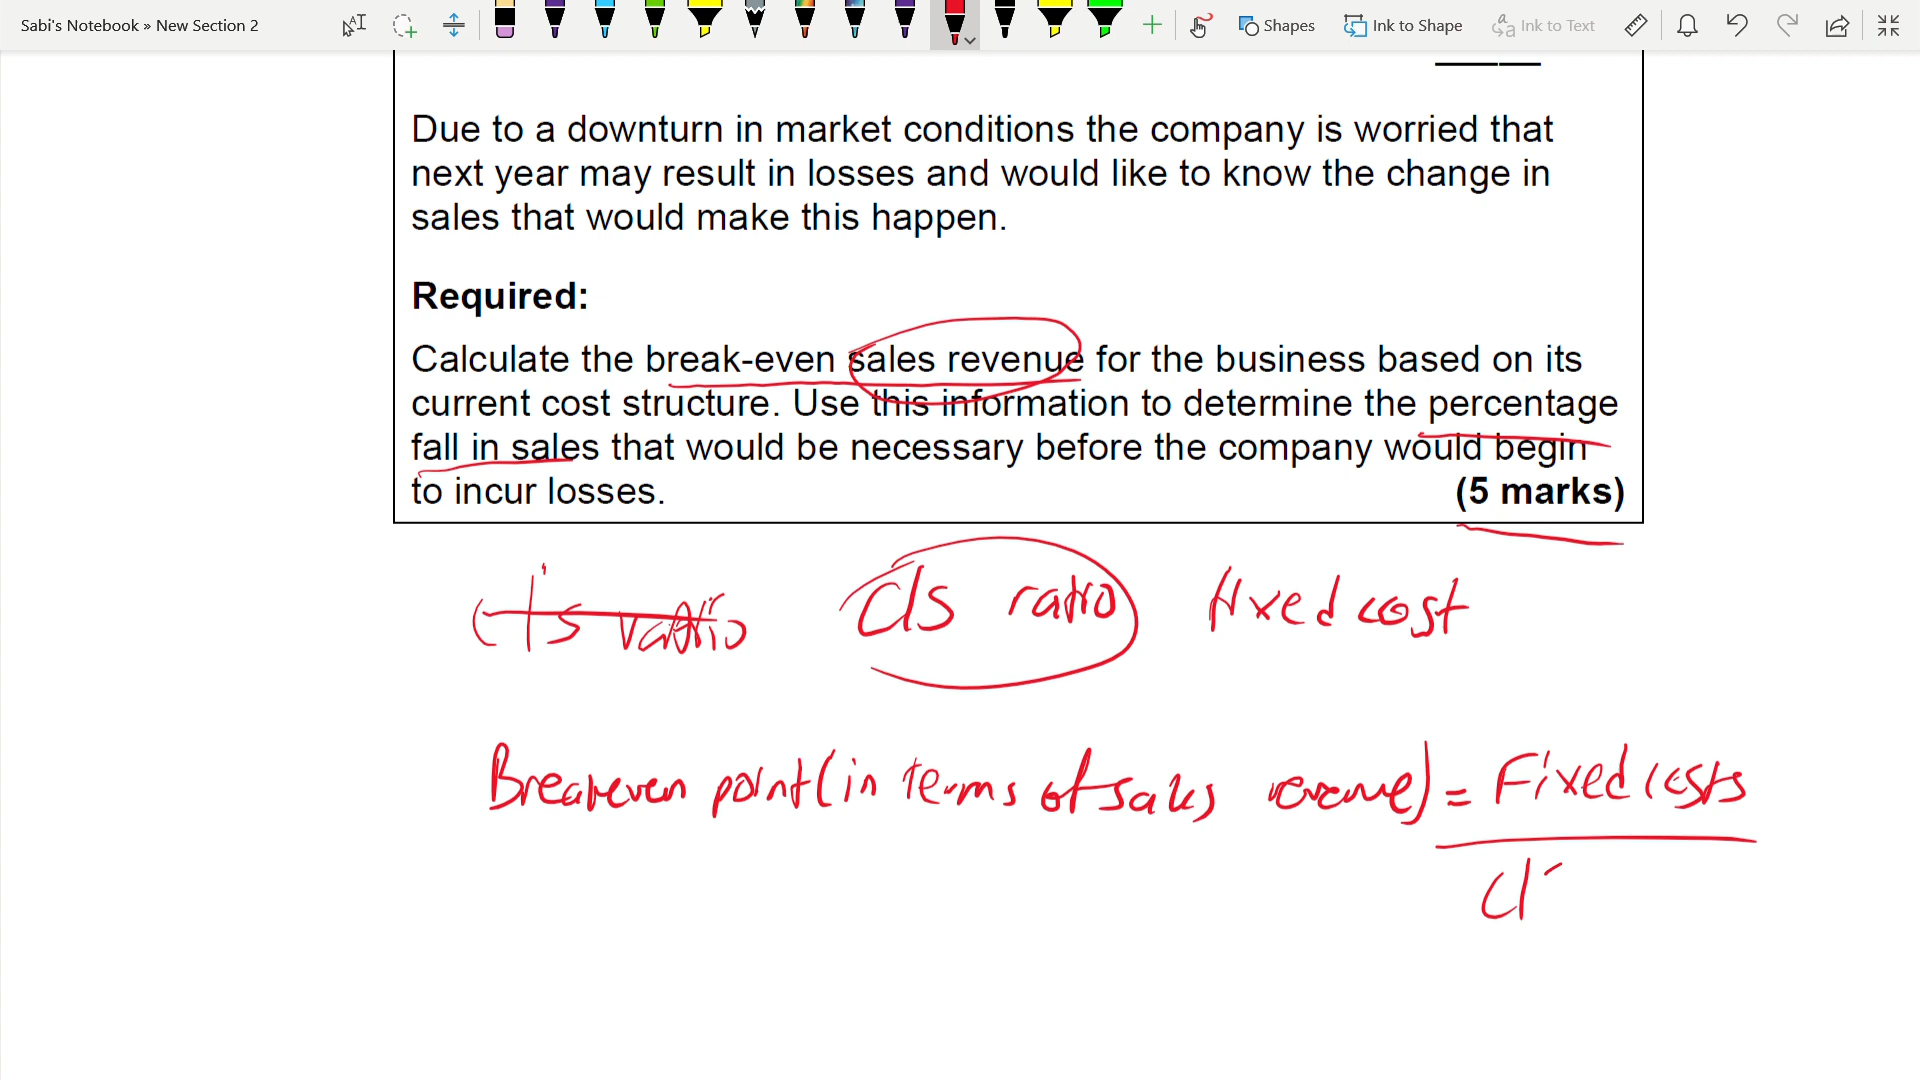 Sabi's Notebook » New Section 2
Shapes
Ink to Shape
Ink to Text
Due to a downturn in market conditions the company is worried that
next year may result in losses and would like to know the change in
sales that would make this happen.
Required:
Calculate the break-even sales revenue for the business based on its
current cost structure. Use this information to determine the percentage
fall in sales that would be necessary before the company would begin
to incur losses. (5 marks)
C/S ratio fixed cost
Breakeven point (in terms of sales revenue) = Fixed costs
C/